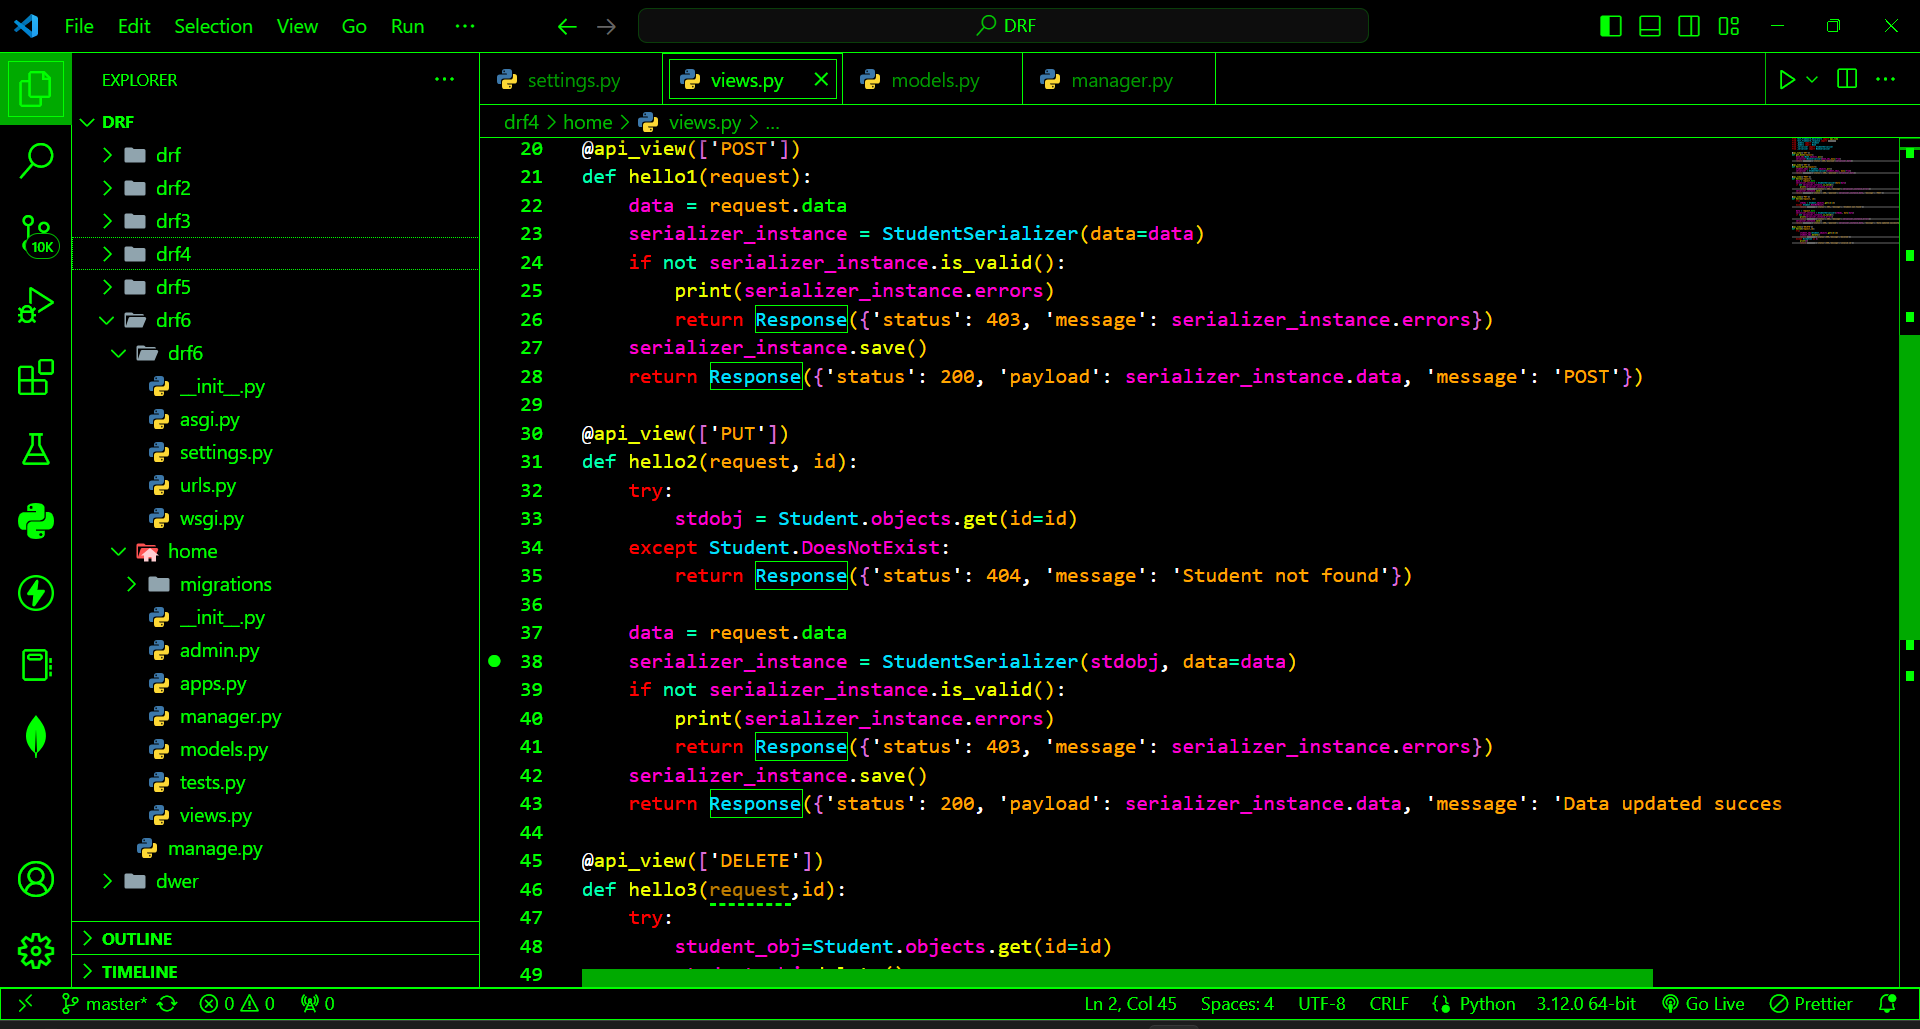 File Edit Selection View Go Run ···
DRF
EXPLORER
DRF
drf
drf2
drf3
drf4
drf5
drf6
drf6
__init__.py
asgi.py
settings.py
urls.py
wsgi.py
home
migrations
__init__.py
admin.py
apps.py
manager.py
models.py
tests.py
views.py
manage.py
dwer
OUTLINE
TIMELINE
10K
settings.py views.py models.py manager.py
drf4 > home > views.py > ...
20 @api_view(['POST'])
21 def hello1(request):
22     data = request.data
23     serializer_instance = StudentSerializer(data=data)
24     if not serializer_instance.is_valid():
25         print(serializer_instance.errors)
26         return Response({'status': 403, 'message': serializer_instance.errors})
27     serializer_instance.save()
28     return Response({'status': 200, 'payload': serializer_instance.data, 'message': 'POST'})
29
30 @api_view(['PUT'])
31 def hello2(request, id):
32     try:
33         stdobj = Student.objects.get(id=id)
34     except Student.DoesNotExist:
35         return Response({'status': 404, 'message': 'Student not found'})
36
37     data = request.data
38     serializer_instance = StudentSerializer(stdobj, data=data)
39     if not serializer_instance.is_valid():
40         print(serializer_instance.errors)
41         return Response({'status': 403, 'message': serializer_instance.errors})
42     serializer_instance.save()
43     return Response({'status': 200, 'payload': serializer_instance.data, 'message': 'Data updated succes
44
45 @api_view(['DELETE'])
46 def hello3(request,id):
47     try:
48         student_obj=Student.objects.get(id=id)
49
master* 0 0 0 Ln 2, Col 45 Spaces: 4 UTF-8 CRLF Python 3.12.0 64-bit Go Live Prettier